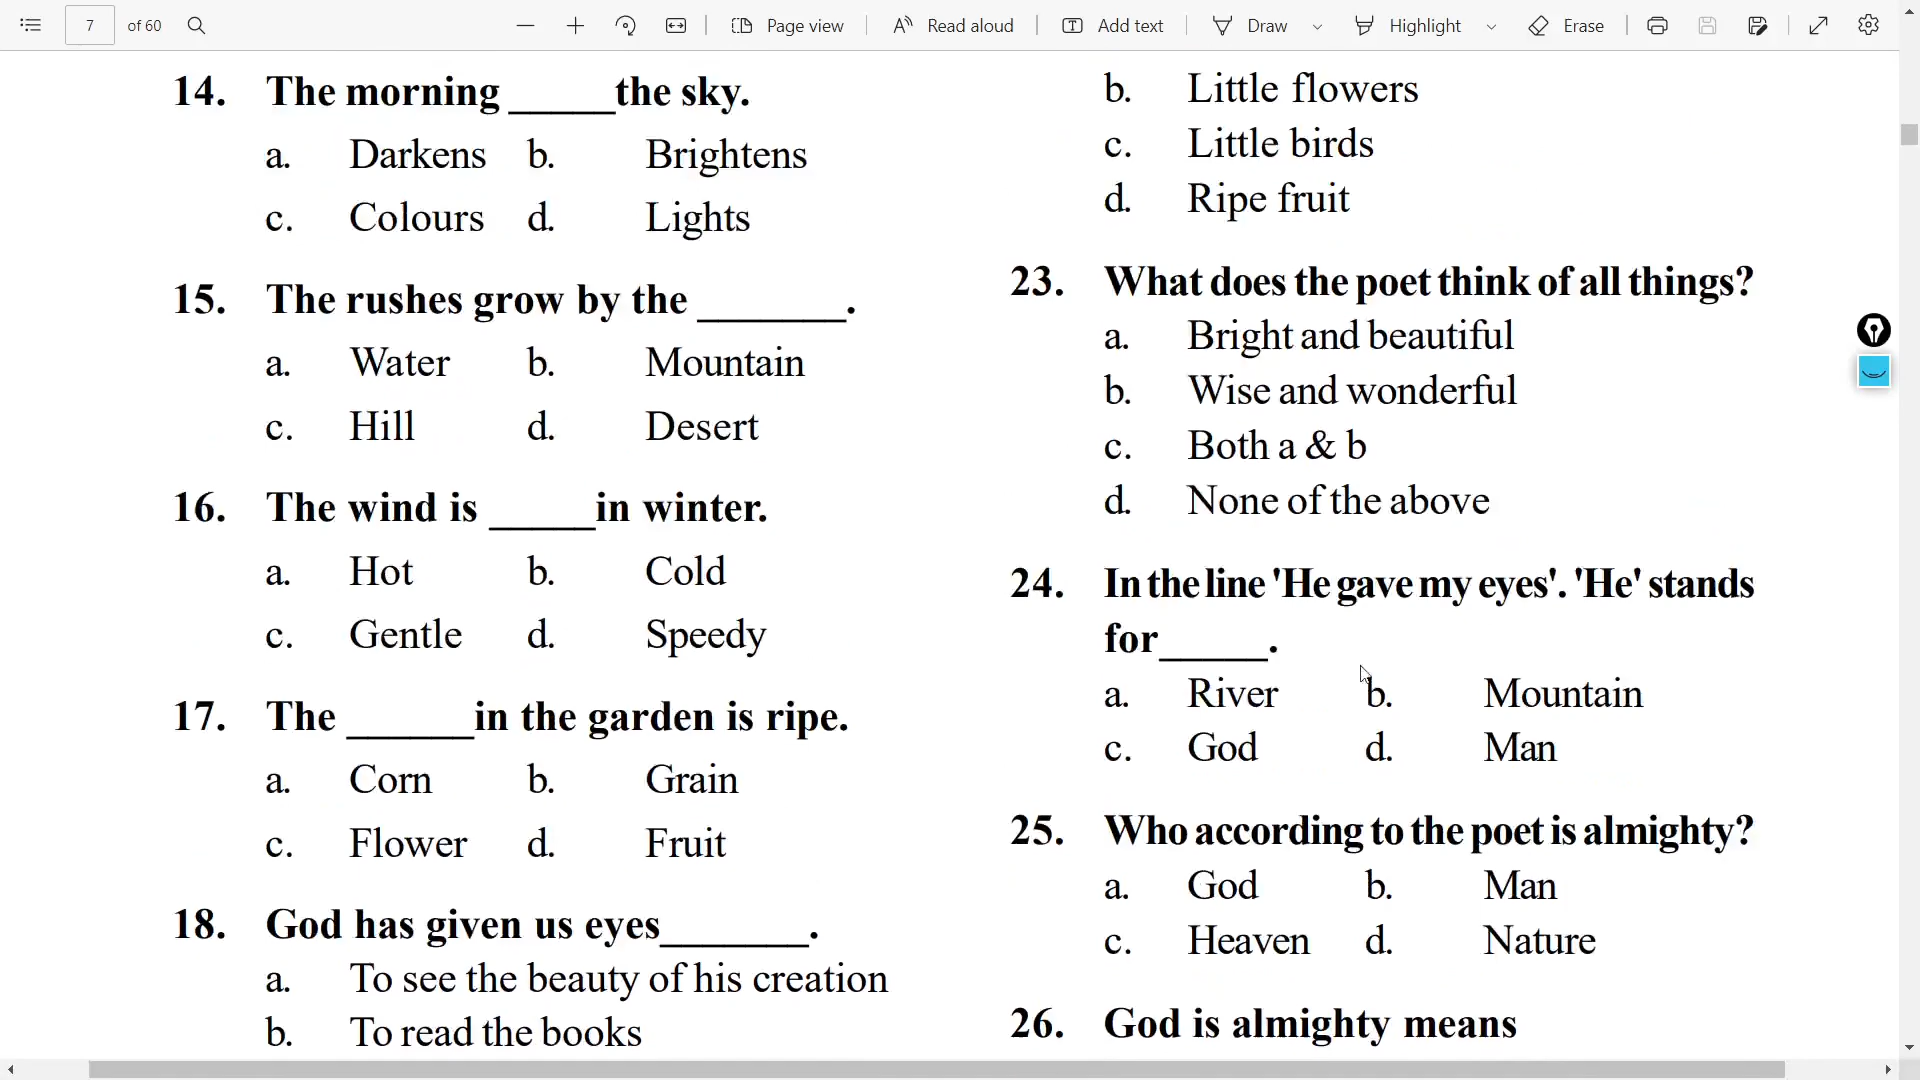 7 of 60 Page view Read aloud Add text Draw Highlight Erase
14. The morning _____the sky.
a. Darkens b. Brightens
c. Colours d. Lights
15. The rushes grow by the _______.
a. Water b. Mountain
c. Hill d. Desert
16. The wind is _____in winter.
a. Hot b. Cold
c. Gentle d. Speedy
17. The ______in the garden is ripe.
a. Corn b. Grain
c. Flower d. Fruit
18. God has given us eyes_______.
a. To see the beauty of his creation
b. To read the books
b. Little flowers
c. Little birds
d. Ripe fruit
23. What does the poet think of all things?
a. Bright and beautiful
b. Wise and wonderful
c. Both a & b
d. None of the above
24. In the line 'He gave my eyes'. 'He' stands
for_____.
a. River b. Mountain
c. God d. Man
25. Who according to the poet is almighty?
a. God b. Man
c. Heaven d. Nature
26. God is almighty means